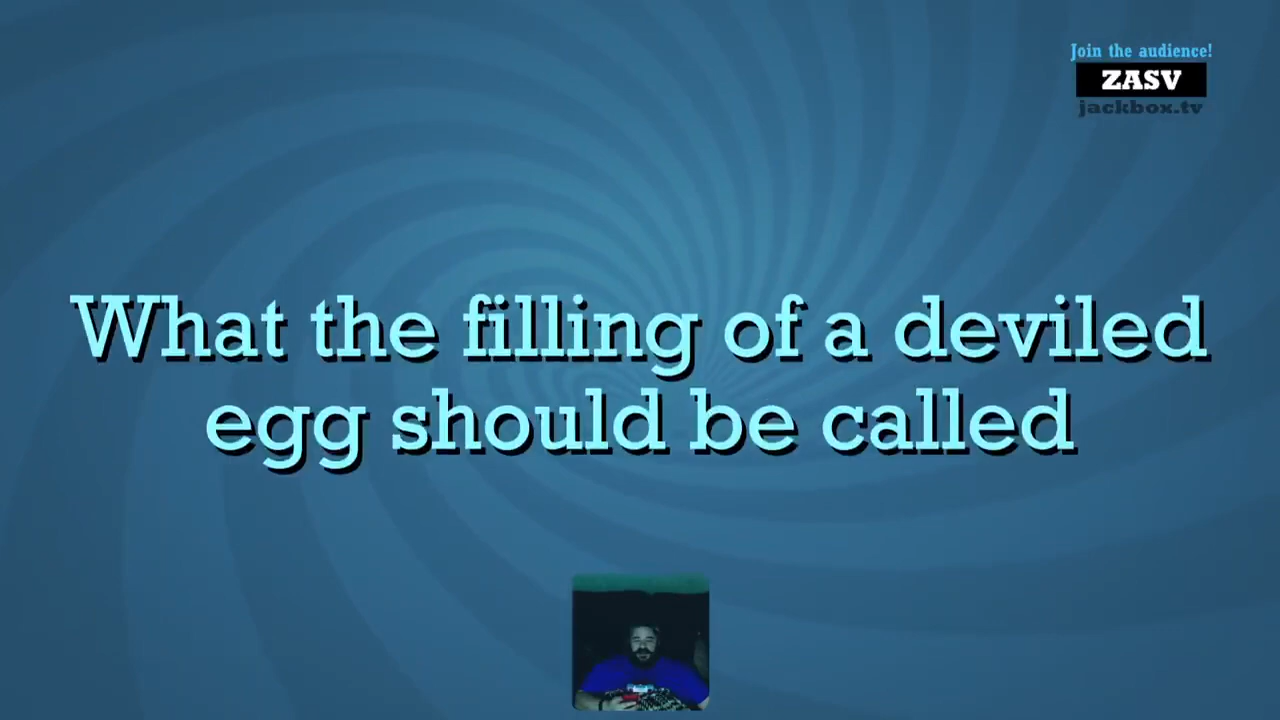 Join the audience!
ZASV
jackbox.tv
What the filling of a deviled
egg should be called